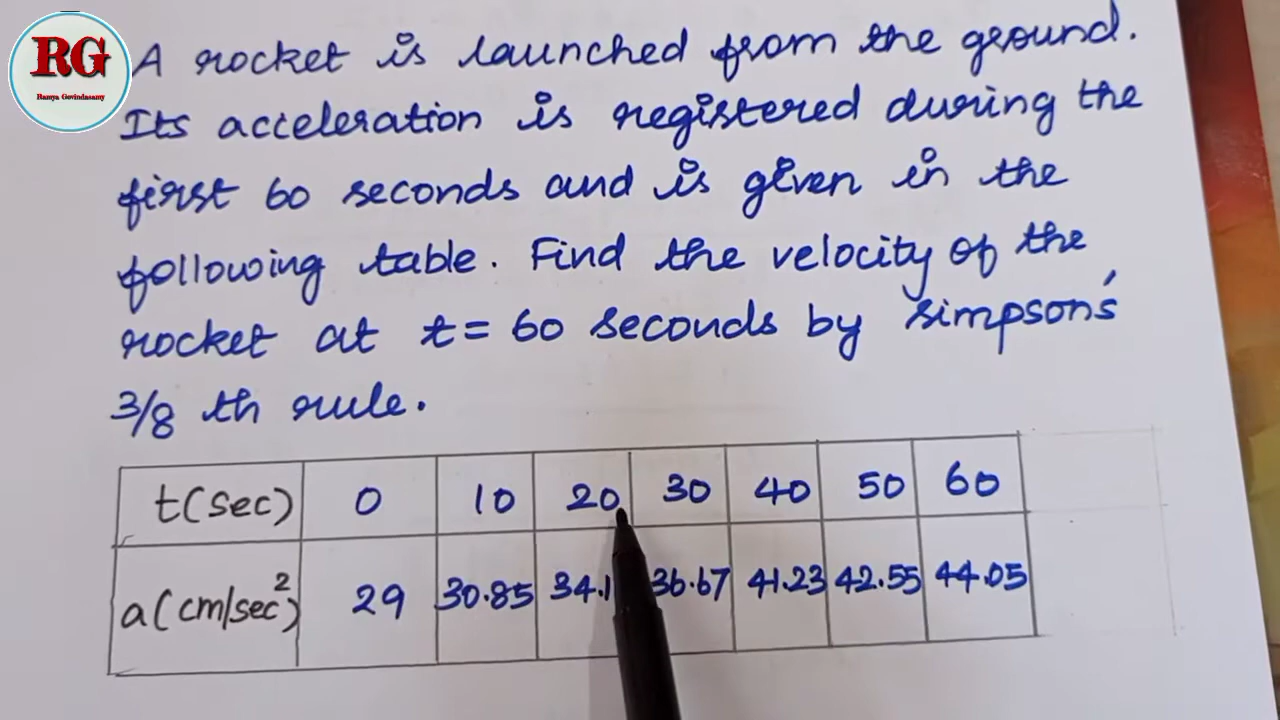 RG
Ramya Govindasamy
A rocket is launched from the ground.
Its acceleration is registered during the
first 60 seconds and is given in the
following table. Find the velocity of the
rocket at t = 60 seconds by simpson's
3/8 th rule.
t(sec) 0 10 20 30 40 50 60
a(cm/sec²) 29 30.85 36.67 41.23 42.55 44.05